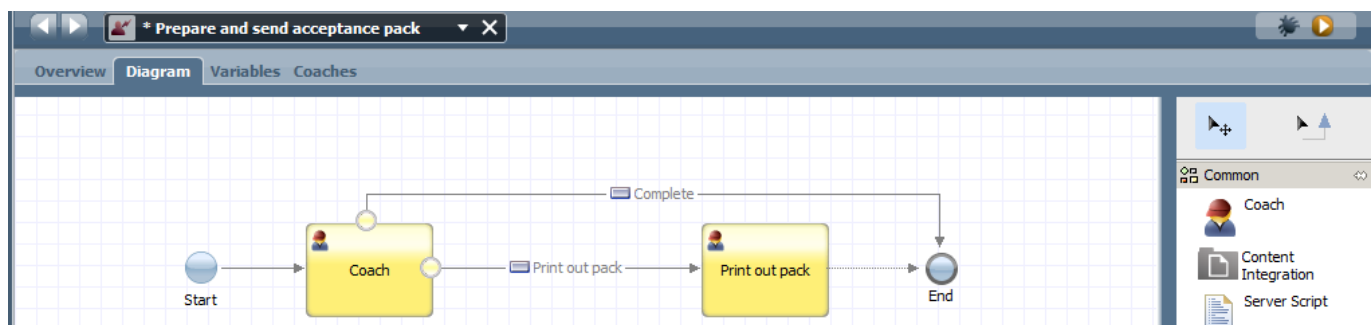 * Prepare and send acceptance pack
Overview Diagram Variables Coaches
Common
Complete
Coach
Coach
Print out pack
Print out pack
Content
Integration
Start
End
Server Script